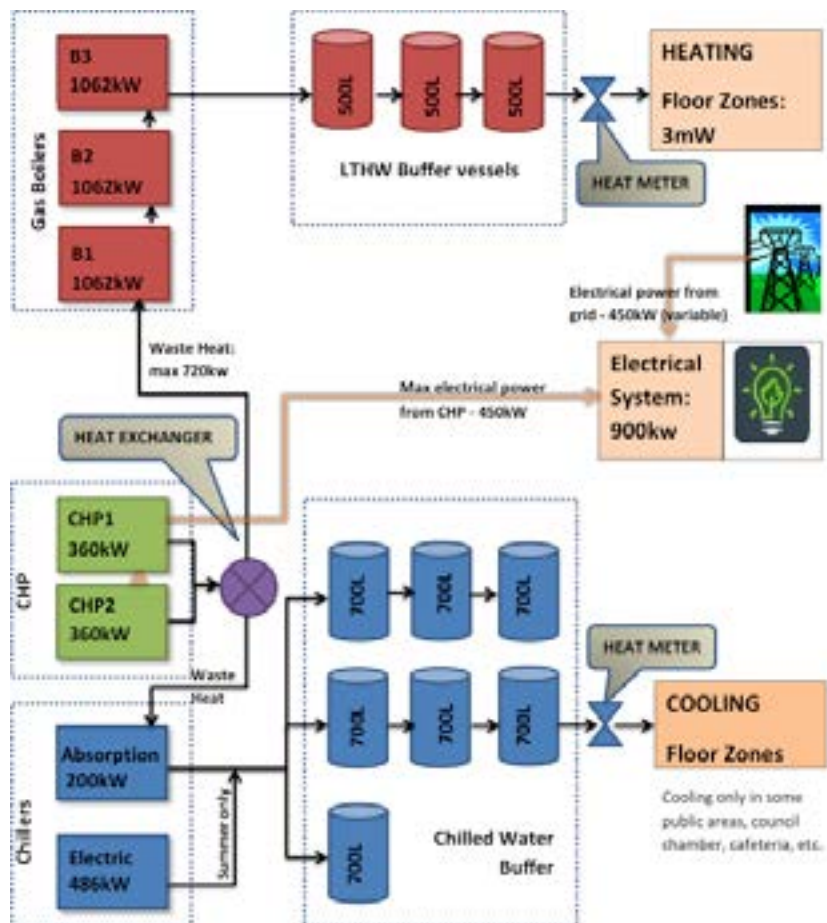 Gas Boilers
B3
1062kW
B2
1062kW
B1
1062kW
500L
500L
500L
LTHW Buffer vessels
HEAT METER
HEATING
Floor Zones:
3mW
Electrical power from
grid - 450kW (variable)
Electrical
System:
900kw
Waste Heat:
max 720kw
Max electrical power
from CHP - 450kW
HEAT EXCHANGER
CHP
CHP1
360kW
CHP2
360kW
Waste
Heat
Chillers
Absorption
200kW
Electric
486kW
Summer only
700L
700L
700L
700L
700L
700L
700L
Chilled Water
Buffer
HEAT METER
COOLING
Floor Zones
Cooling only in some
public areas, council
chamber, cafeteria, etc.